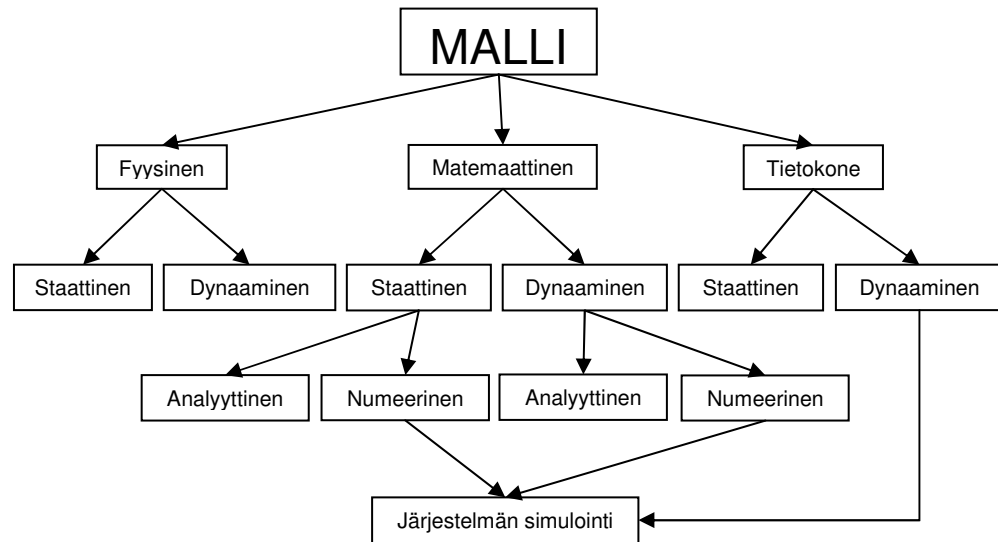 MALLI
Fyysinen
Matemaattinen
Tietokone
Staattinen
Dynaaminen
Staattinen
Dynaaminen
Staattinen
Dynaaminen
Analyyttinen
Numeerinen
Analyyttinen
Numeerinen
Järjestelmän simulointi